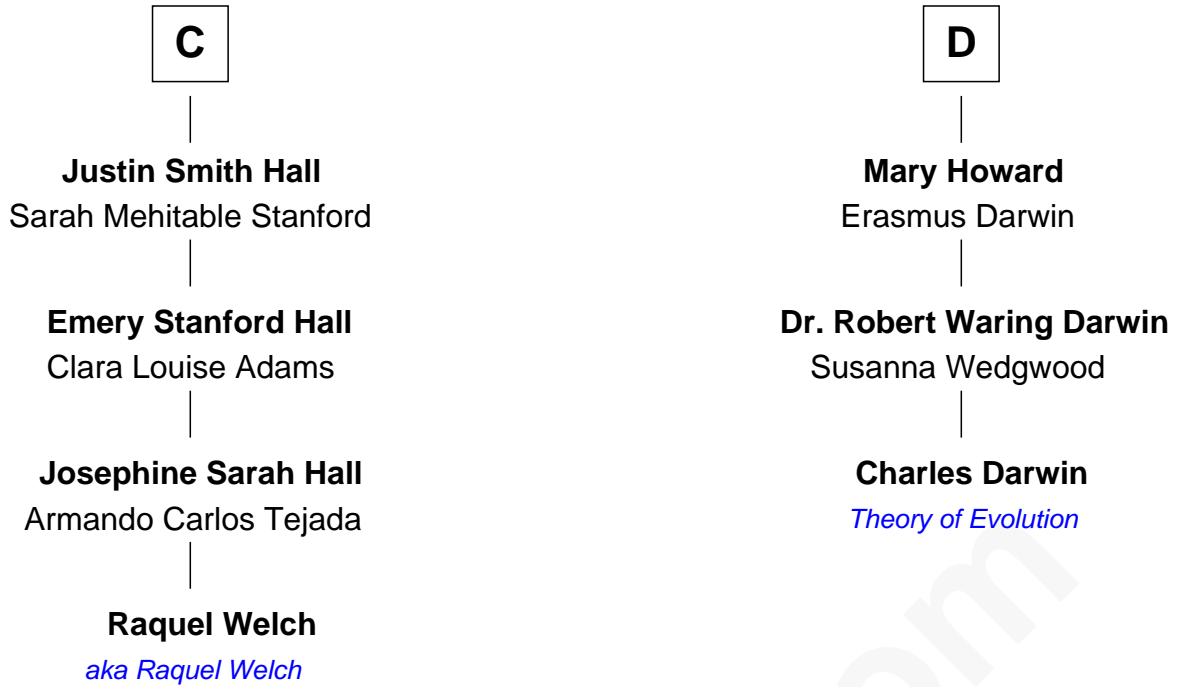 C
Justin Smith Hall
Sarah Mehitable Stanford
Emery Stanford Hall
Clara Louise Adams
Josephine Sarah Hall
Armando Carlos Tejada
Raquel Welch
aka Raquel Welch
D
Mary Howard
Erasmus Darwin
Dr. Robert Waring Darwin
Susanna Wedgwood
Charles Darwin
Theory of Evolution